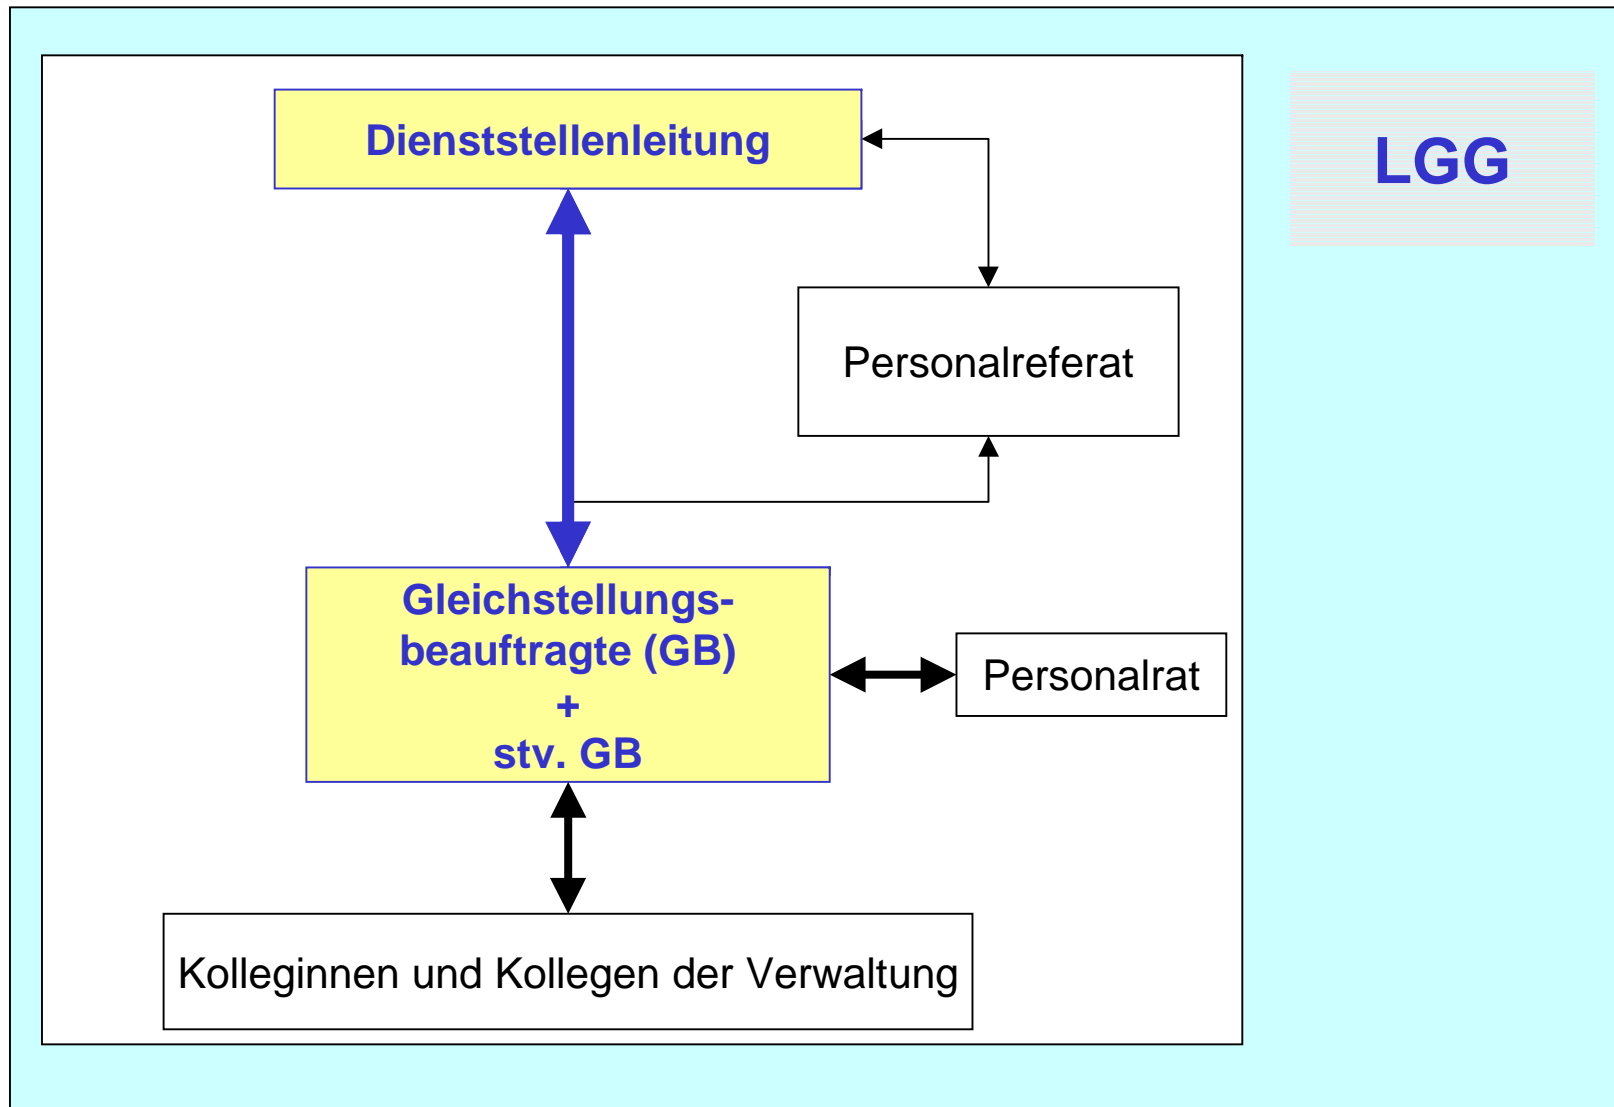 Dienststellenleitung
LGG
Personalreferat
Gleichstellungs-
beauftragte (GB)
+
stv. GB
Personalrat
Kolleginnen und Kollegen der Verwaltung